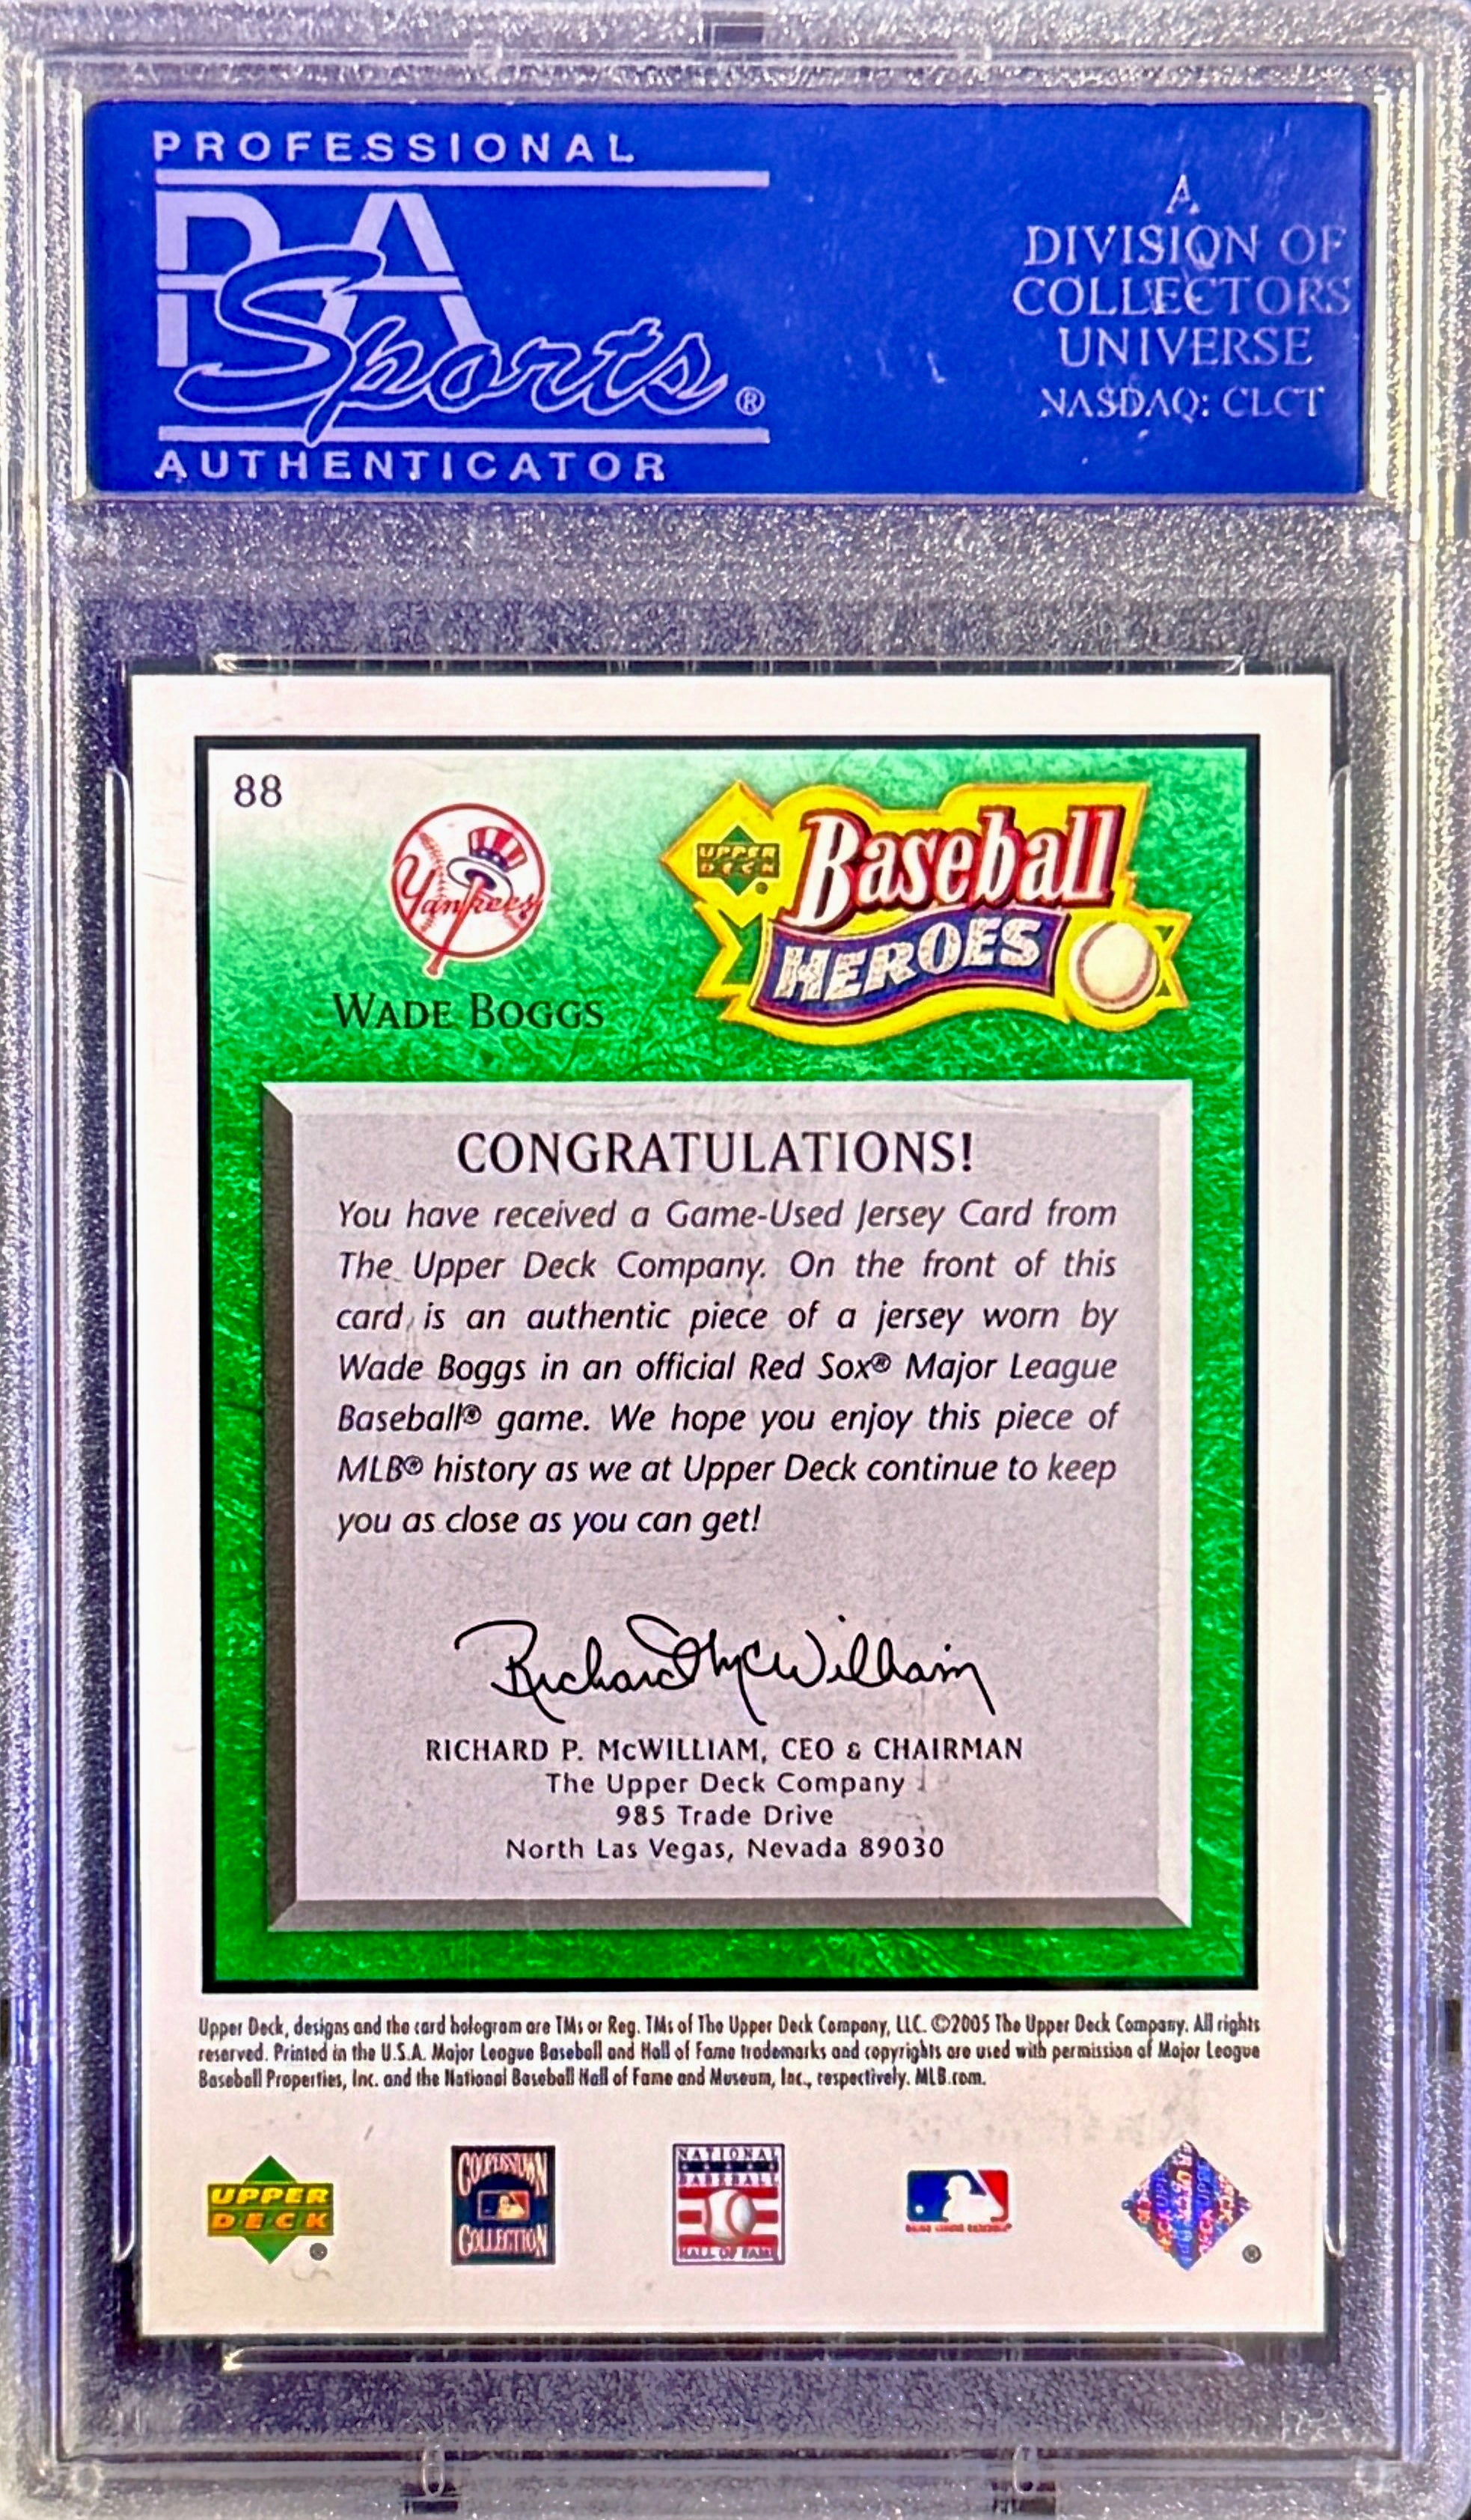 PROFESSIONAL
PSA
Sports®
AUTHENTICATOR
A
DIVISION OF
COLLECTORS
UNIVERSE
NASDAQ: CLCT
88
Yankees
WADE BOGGS
UPPER
DECK
Baseball
HEROES
CONGRATULATIONS!
You have received a Game-Used Jersey Card from
The Upper Deck Company. On the front of this
card is an authentic piece of a jersey worn by
Wade Boggs in an official Red Sox® Major League
Baseball® game. We hope you enjoy this piece of
MLB® history as we at Upper Deck continue to keep
you as close as you can get!
Richard McWilliam
RICHARD P. McWILLIAM, CEO & CHAIRMAN
The Upper Deck Company
985 Trade Drive
North Las Vegas, Nevada 89030
Upper Deck, designs and the card hologram are TMs or Reg. TMs of The Upper Deck Company, LLC. ©2005 The Upper Deck Company. All rights
reserved. Printed in the U.S.A. Major League Baseball and Hall of Fame trademarks and copyrights are used with permission of Major League
Baseball Properties, Inc. and the National Baseball Hall of Fame and Museum, Inc., respectively. MLB.com.
UPPER
DECK
®
COOPERSTOWN
COLLECTION
NATIONAL
BASEBALL
HALL OF FAME
®